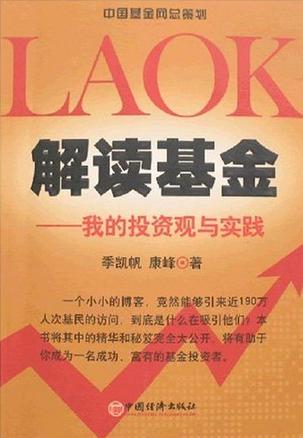 中国基金网总策划
LAOK
解读基金
——我的投资观与实践
季凯帆 康峰◎著
一个小小的博客，竟然能够引来近190万
人次基民的访问，到底是什么在吸引他们？本
书将其中的精华和秘笈完全大公开，将有助于
你成为一名成功、富有的基金投资者。
中国经济出版社